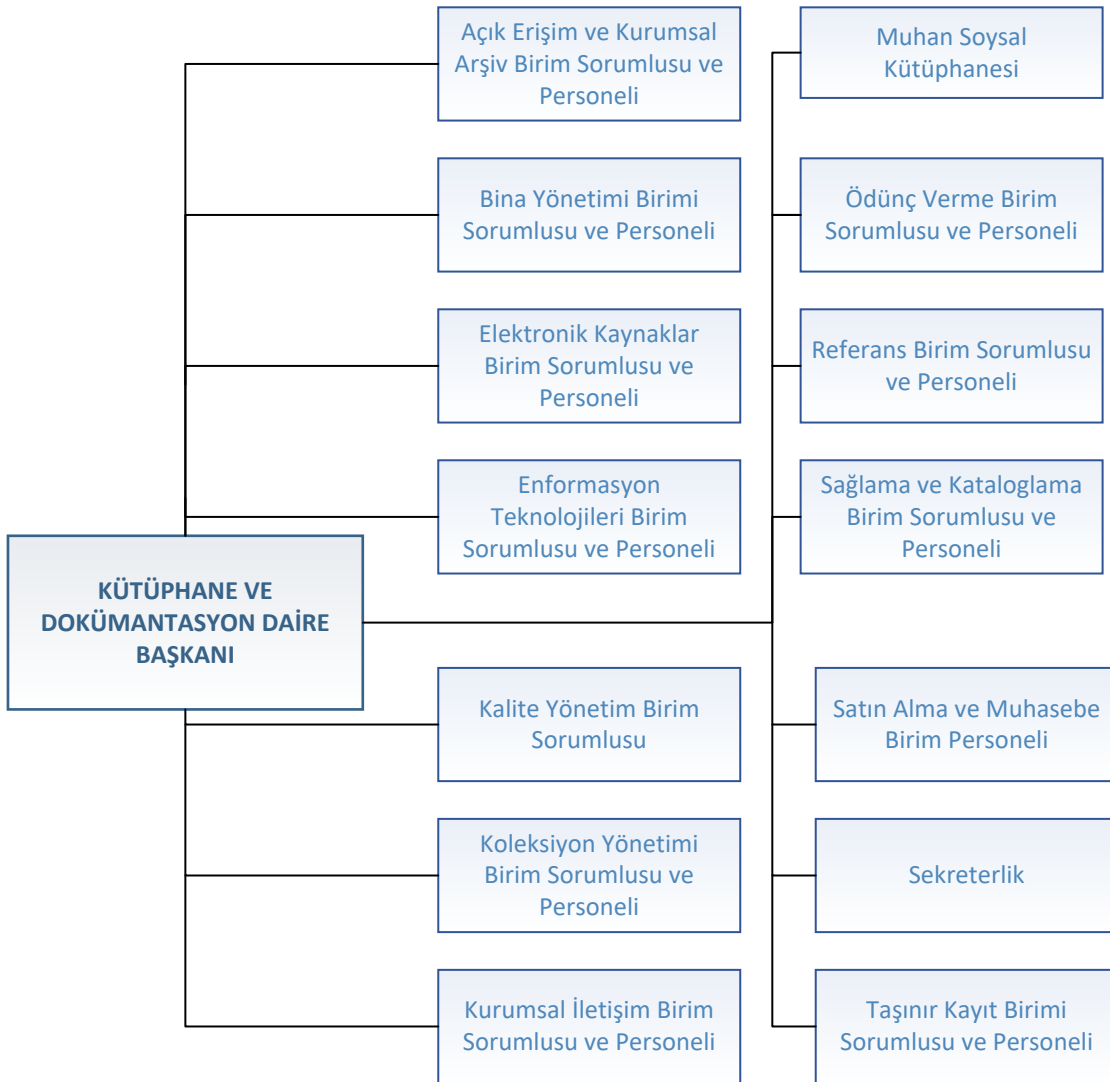 Açık Erişim ve Kurumsal
Arşiv Birim Sorumlusu ve
Personeli
Muhan Soysal
Kütüphanesi
Bina Yönetimi Birimi
Sorumlusu ve Personeli
Ödünç Verme Birim
Sorumlusu ve Personeli
Elektronik Kaynaklar
Birim Sorumlusu ve
Personeli
Referans Birim Sorumlusu
ve Personeli
Enformasyon
Teknolojileri Birim
Sorumlusu ve Personeli
Sağlama ve Kataloglama
Birim Sorumlusu ve
Personeli
KÜTÜPHANE VE
DOKÜMANTASYON DAİRE
BAŞKANI
Kalite Yönetim Birim
Sorumlusu
Satın Alma ve Muhasebe
Birim Personeli
Koleksiyon Yönetimi
Birim Sorumlusu ve
Personeli
Sekreterlik
Kurumsal İletişim Birim
Sorumlusu ve Personeli
Taşınır Kayıt Birimi
Sorumlusu ve Personeli